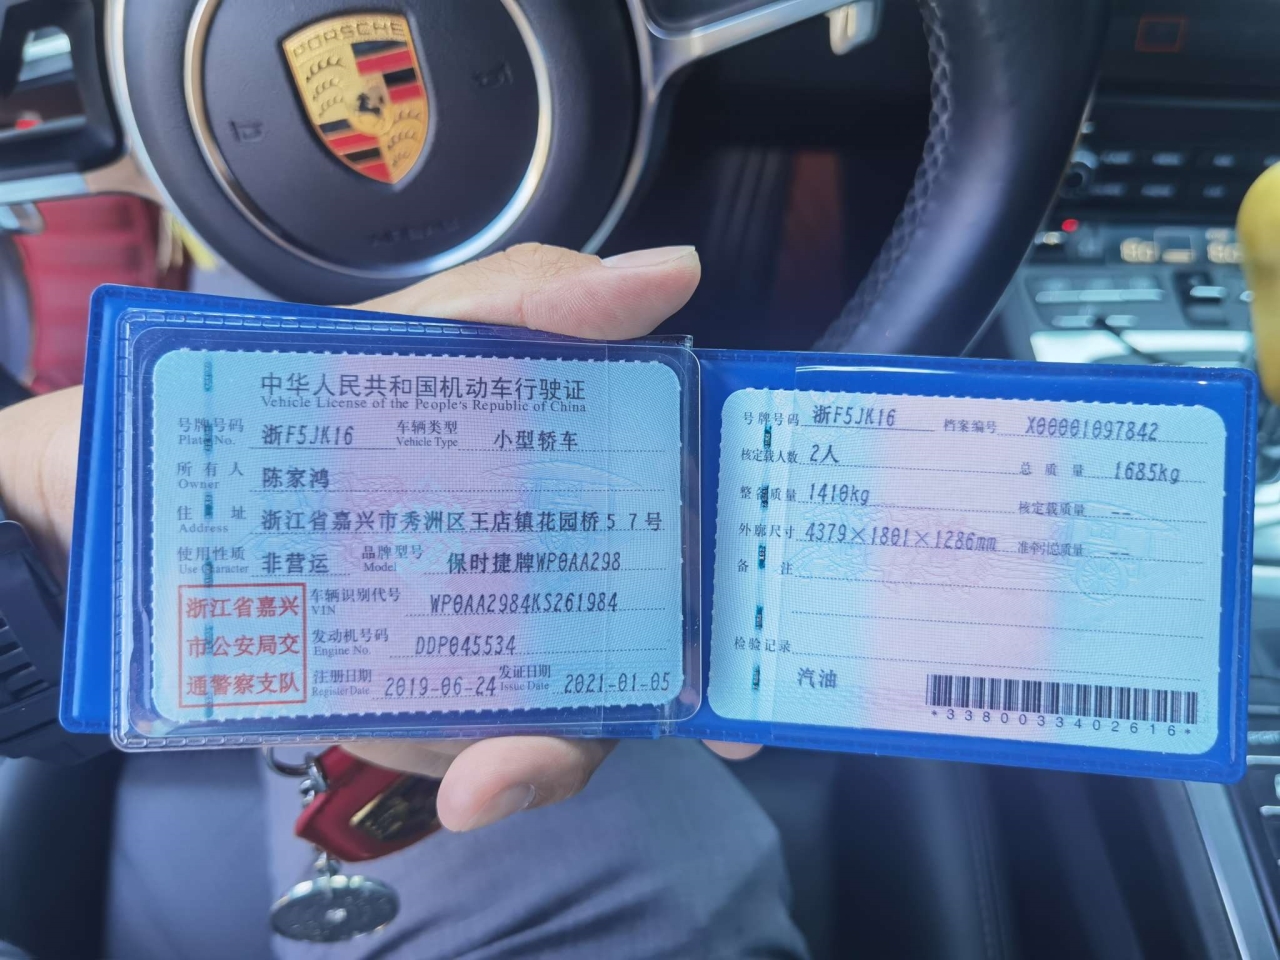 PORSCHE
中华人民共和国机动车行驶证
Vehicle License of the People's Republic of China
号牌号码 浙F5JK16 车辆类型 小型轿车
Plate No. Vehicle Type
所有人 陈家鸿
Owner
住址 浙江省嘉兴市秀洲区王店镇花园桥57号
Address
使用性质 非营运 品牌型号 保时捷牌WP0AA298
Use Character Model
浙江省嘉兴
市公安局交
通警察支队
车辆识别代号 WP0AA2984KS261984
VIN
发动机号码 DDP045534
Engine No.
注册日期 2019-06-24 发证日期 2021-01-05
Register Date Issue Date
号牌号码 浙F5JK16 档案编号 X00001097842
核定载人数 2人 总质量 1685kg
整备质量 1410kg 核定载质量 --
外廓尺寸 4379×1801×1286mm 准牵引总质量 --
备注
检验记录
汽油
*3380033402616*